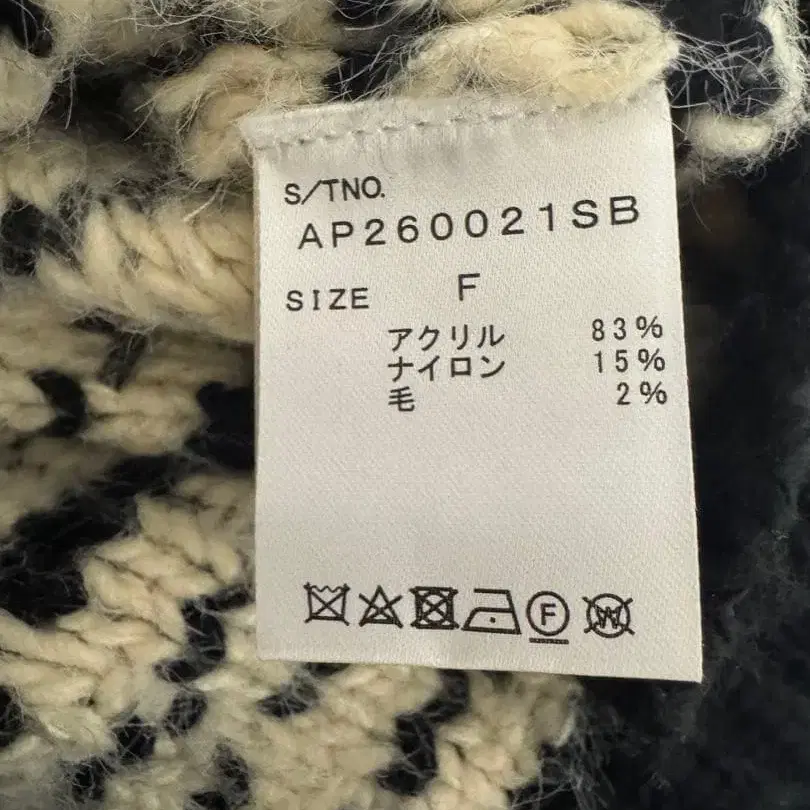 S/TNO.
AP260021SB
SIZE F
アクリル 83%
ナイロン 15%
毛 2%
F
W